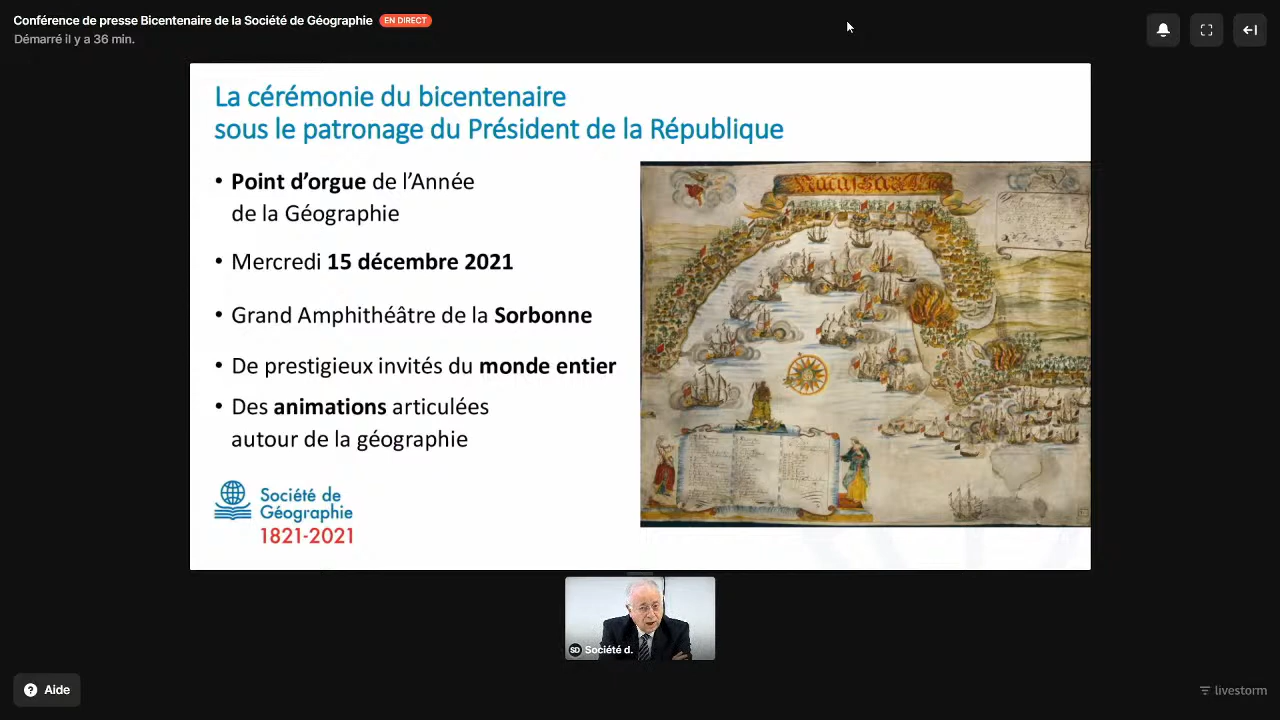 Conférence de presse Bicentenaire de la Société de Géographie EN DIRECT
Démarré il y a 36 min.
La cérémonie du bicentenaire
sous le patronage du Président de la République
• Point d’orgue de l’Année
de la Géographie
• Mercredi 15 décembre 2021
• Grand Amphithéâtre de la Sorbonne
• De prestigieux invités du monde entier
• Des animations articulées
autour de la géographie
Société de
Géographie
1821-2021
SD Société d.
Aide
livestorm